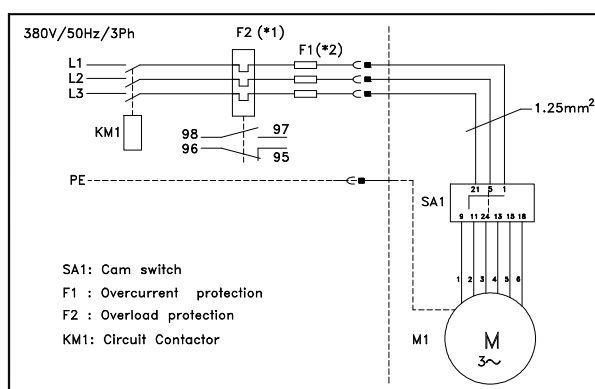 380V/50Hz/3Ph
F2 (*1)
F1(*2)
L1
L2
L3
KM1
98
97
96
95
1.25mm²
PE
21 5 1
SA1
9 11 24 13 15 18
1 2 3 4 5 6
SA1: Cam switch
F1 : Overcurrent protection
F2 : Overload protection
KM1: Circuit Contactor
M1
M
3~